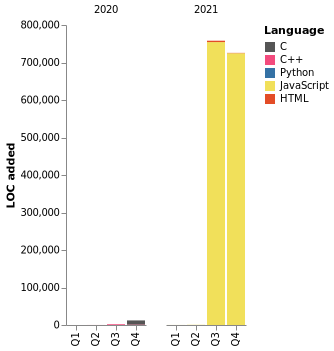 2020 2021
Language
C
C++
Python
JavaScript
HTML
LOC added
800,000
700,000
600,000
500,000
400,000
300,000
200,000
100,000
0
Q1 Q2 Q3 Q4 Q1 Q2 Q3 Q4